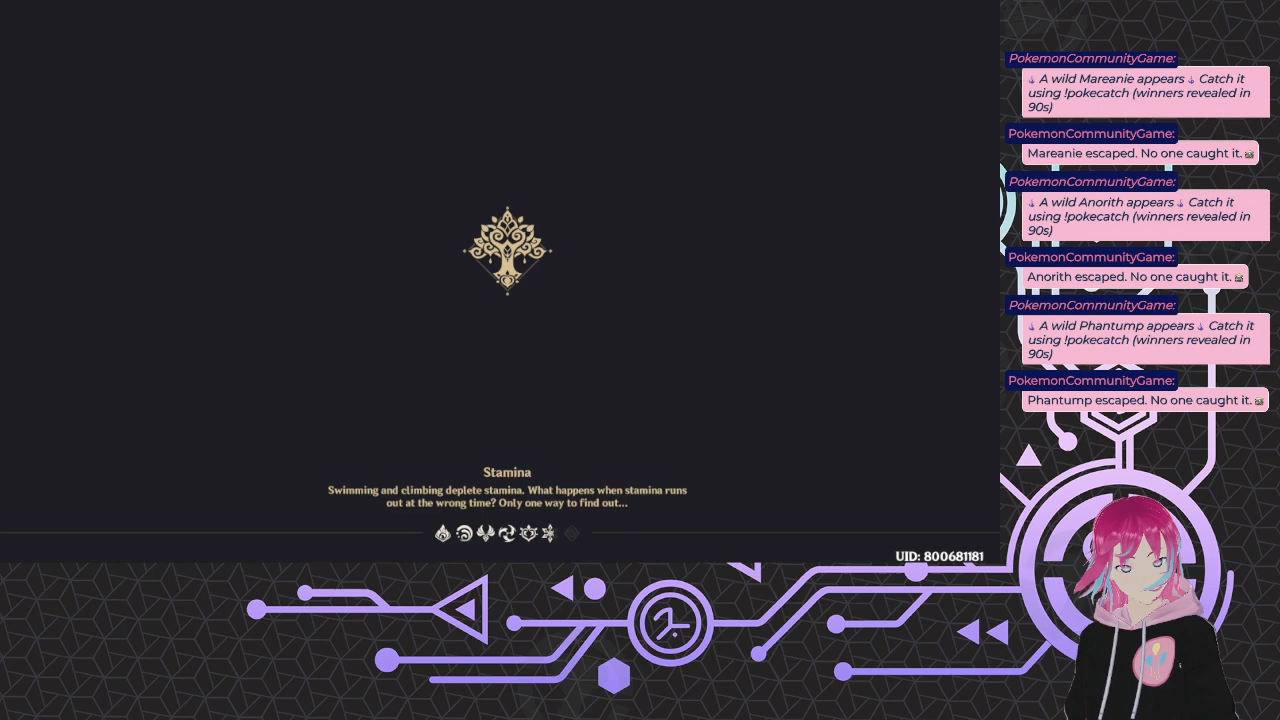 PokemonCommunityGame:
A wild Mareanie appears Catch it
using !pokecatch (winners revealed in
90s)
PokemonCommunityGame:
Mareanie escaped. No one caught it.
PokemonCommunityGame:
A wild Anorith appears Catch it
using !pokecatch (winners revealed in
90s)
PokemonCommunityGame:
Anorith escaped. No one caught it.
PokemonCommunityGame:
A wild Phantump appears Catch it
using !pokecatch (winners revealed in
90s)
PokemonCommunityGame:
Phantump escaped. No one caught it.
Stamina
Swimming and climbing deplete stamina. What happens when stamina runs
out at the wrong time? Only one way to find out...
UID: 800681181